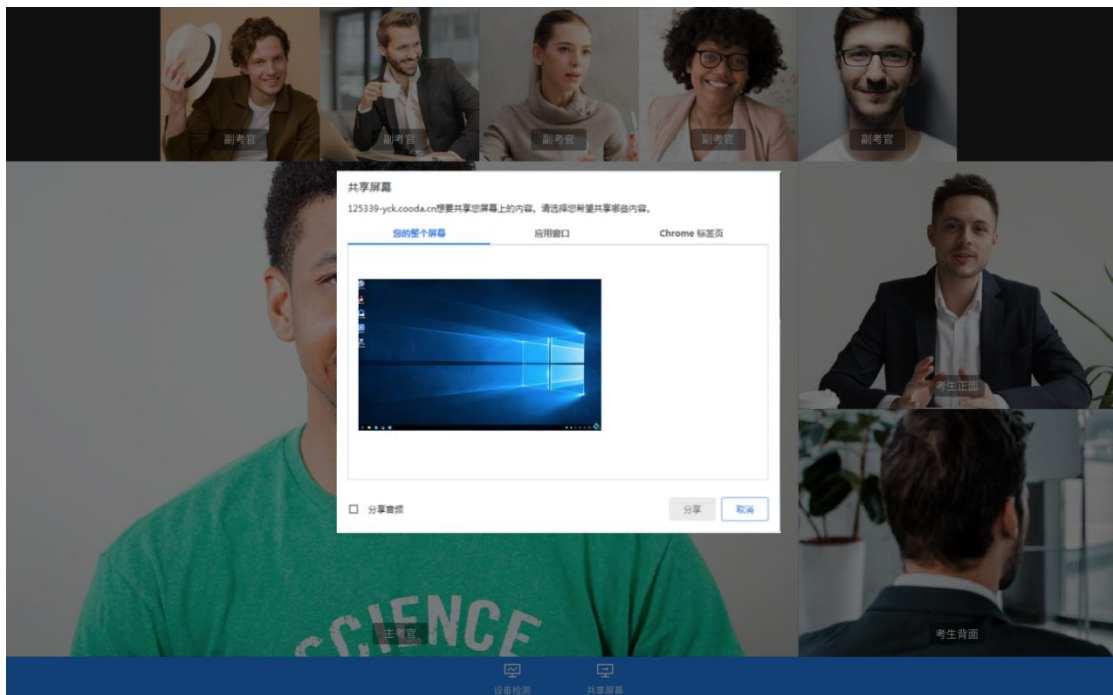 副考官
副考官
副考官
副考官
副考官
共享屏幕
125339-yck.cooda.cn想要共享您屏幕上的内容。请选择您希望共享哪些内容。
您的整个屏幕
应用窗口
Chrome 标签页
分享音频
分享
取消
考生正面
SCIENCE
主考官
考生背面
设备检测
共享屏幕